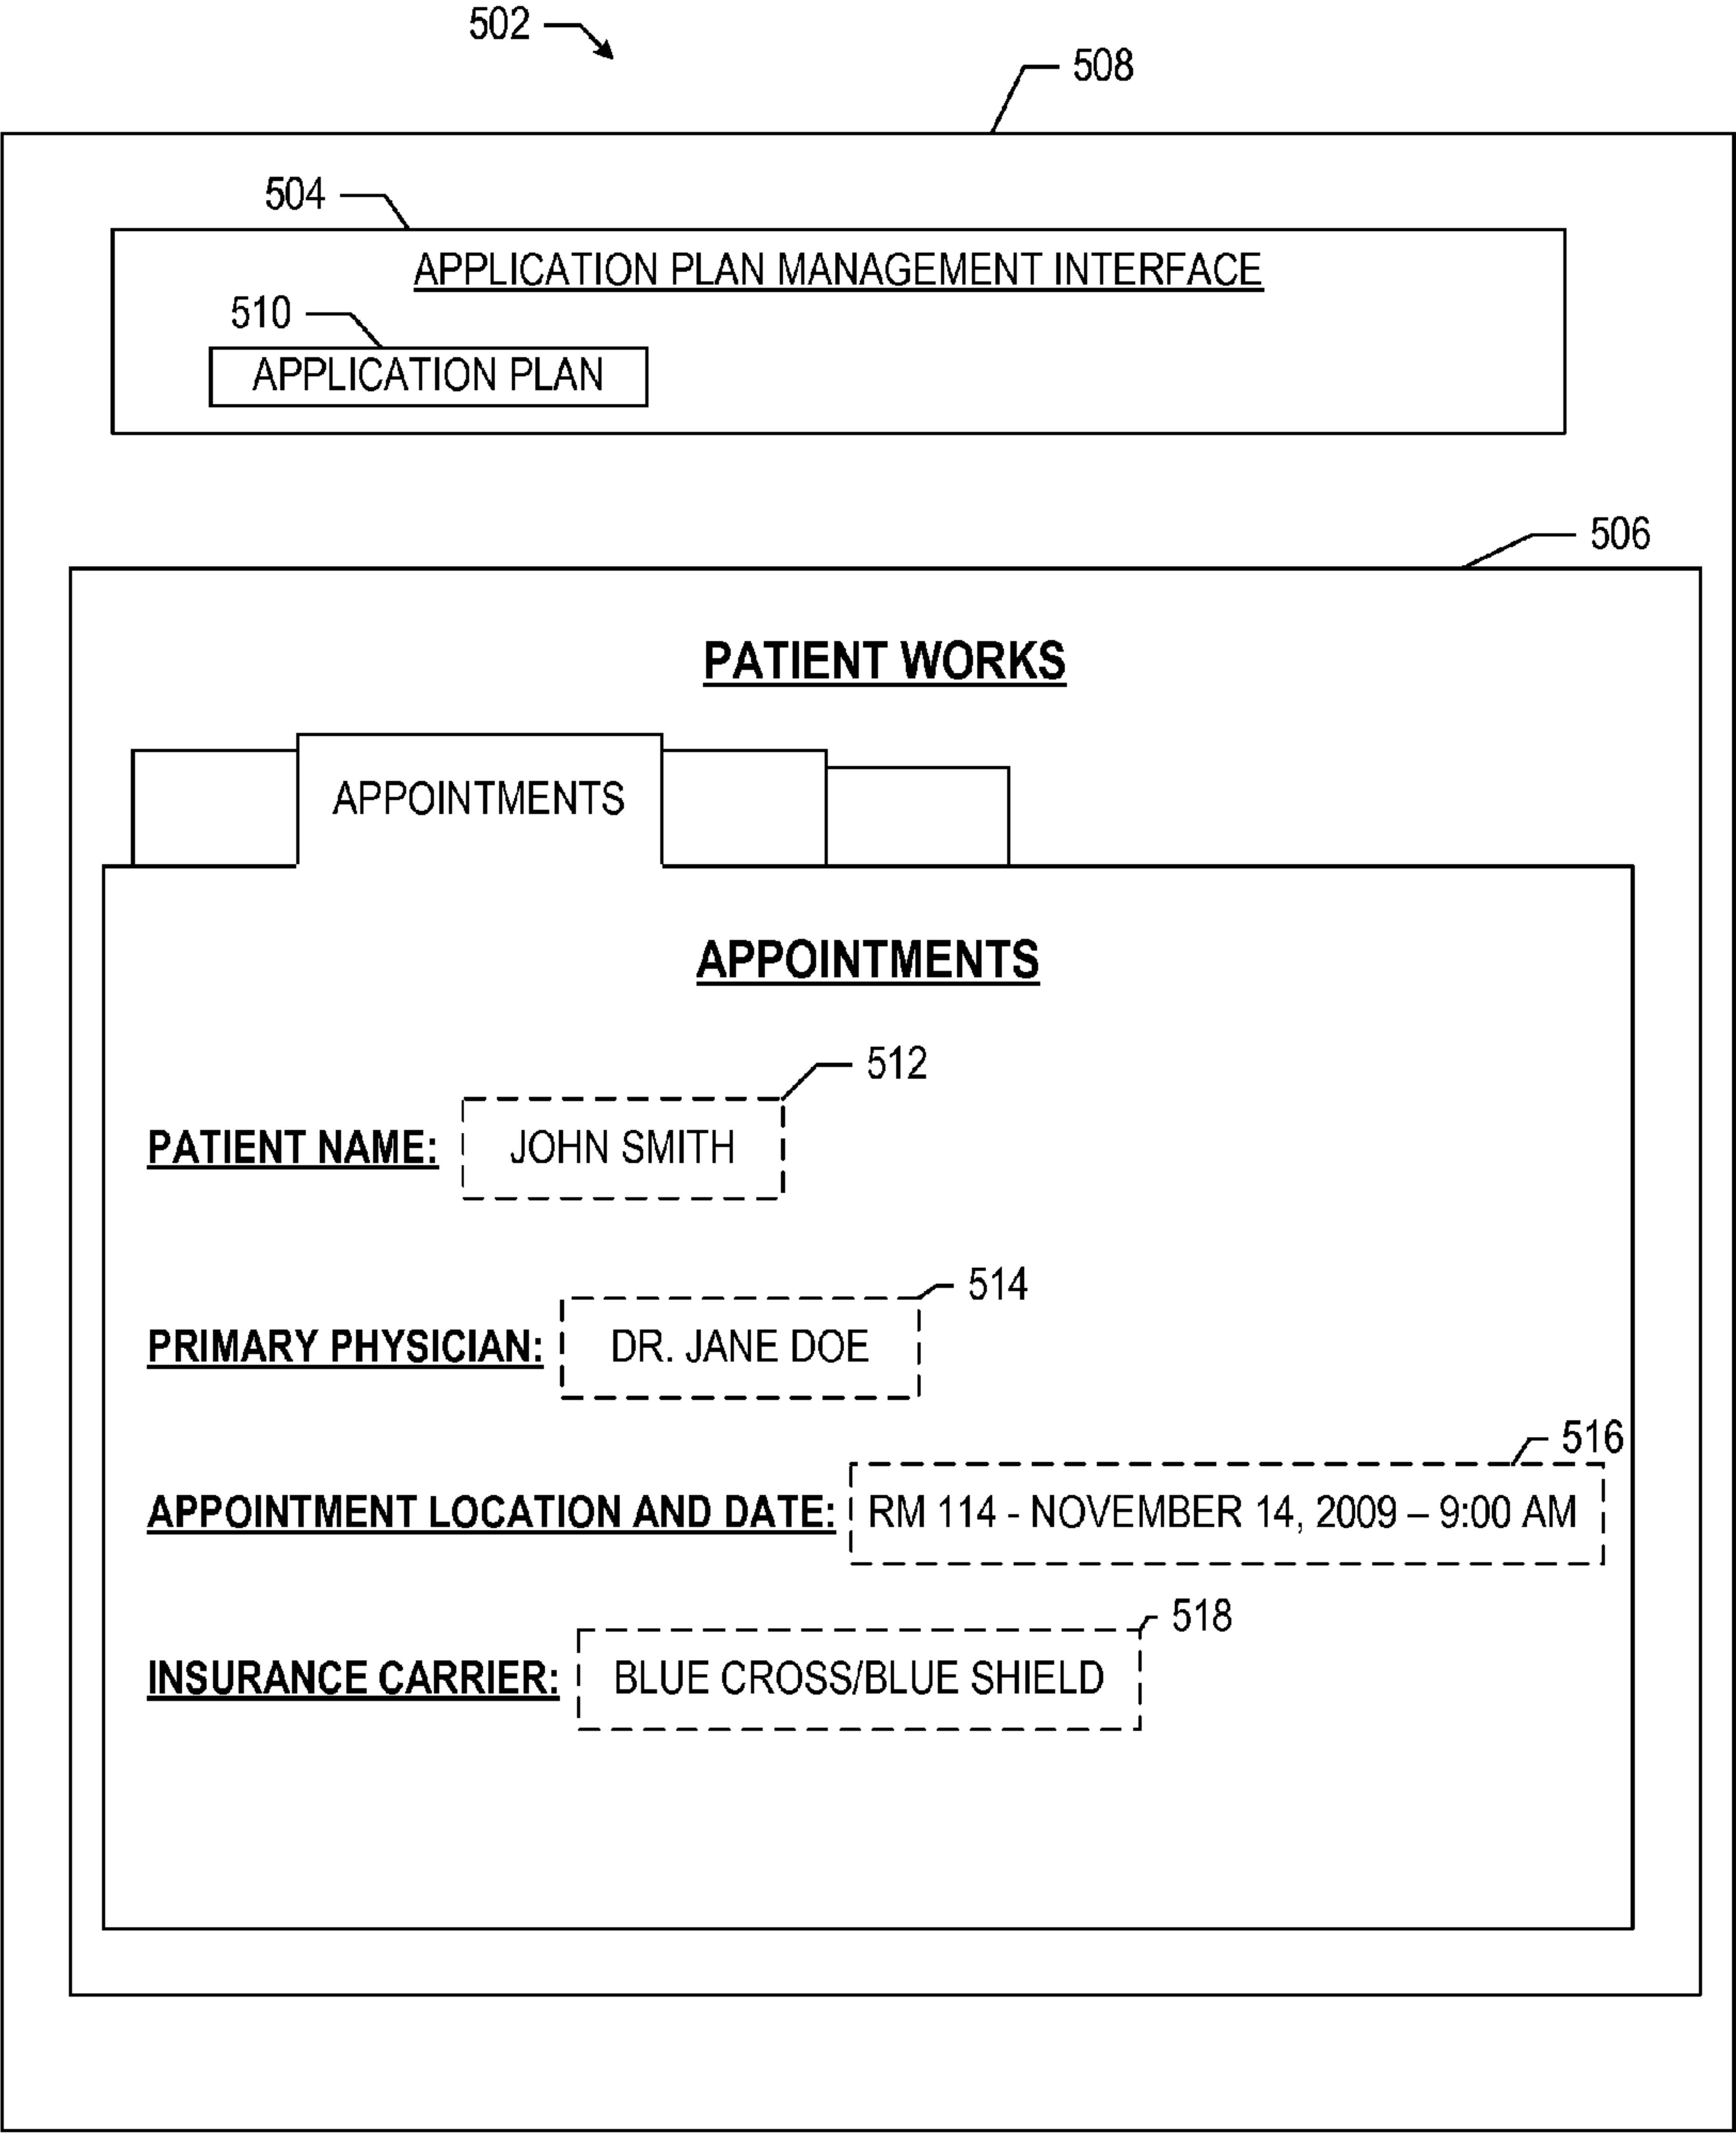 502
508
504
APPLICATION PLAN MANAGEMENT INTERFACE
510
APPLICATION PLAN
506
PATIENT WORKS
APPOINTMENTS
APPOINTMENTS
512
PATIENT NAME: JOHN SMITH
514
PRIMARY PHYSICIAN: DR. JANE DOE
516
APPOINTMENT LOCATION AND DATE: RM 114 - NOVEMBER 14, 2009 – 9:00 AM
518
INSURANCE CARRIER: BLUE CROSS/BLUE SHIELD